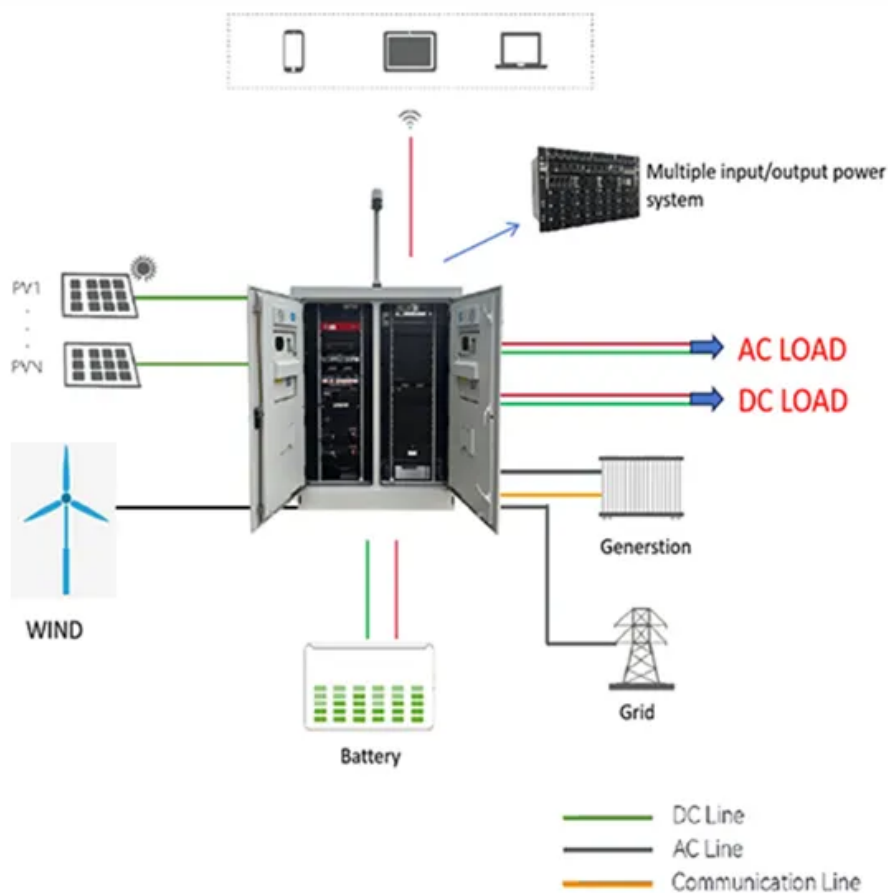 Multiple input/output power
system
PV1
PVN
AC LOAD
DC LOAD
WIND
Generstion
Grid
Battery
DC Line
AC Line
Communication Line